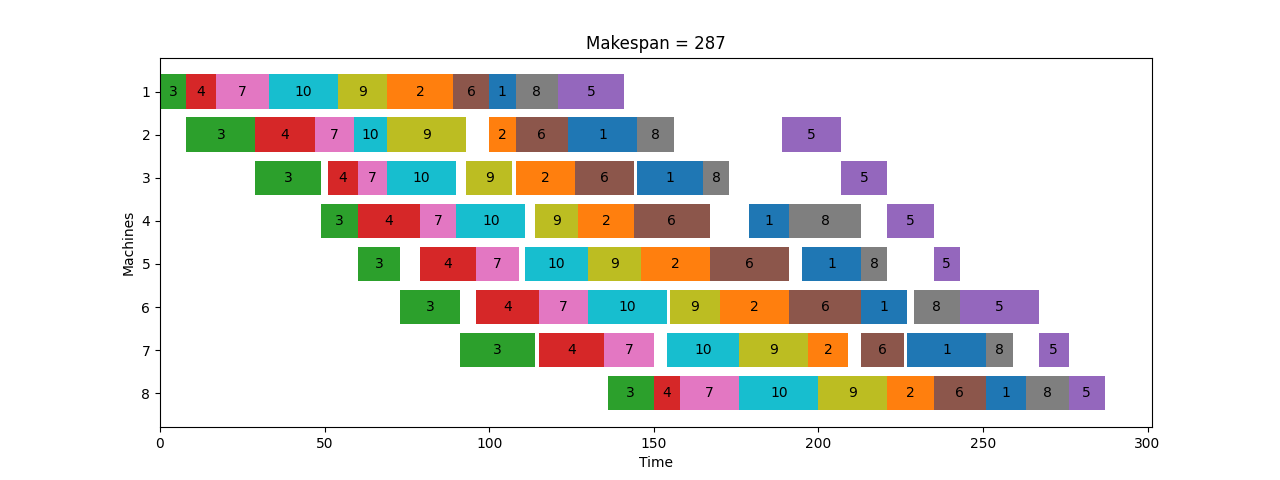 Makespan = 287
1 3 4 7 10 9 2 6 1 8 5
2 3 4 7 10 9 2 6 1 8 5
3 3 4 7 10 9 2 6 1 8 5
4 3 4 7 10 9 2 6 1 8 5
5 3 4 7 10 9 2 6 1 8 5
6 3 4 7 10 9 2 6 1 8 5
7 3 4 7 10 9 2 6 1 8 5
8 3 4 7 10 9 2 6 1 8 5
Machines
0 50 100 150 200 250 300
Time